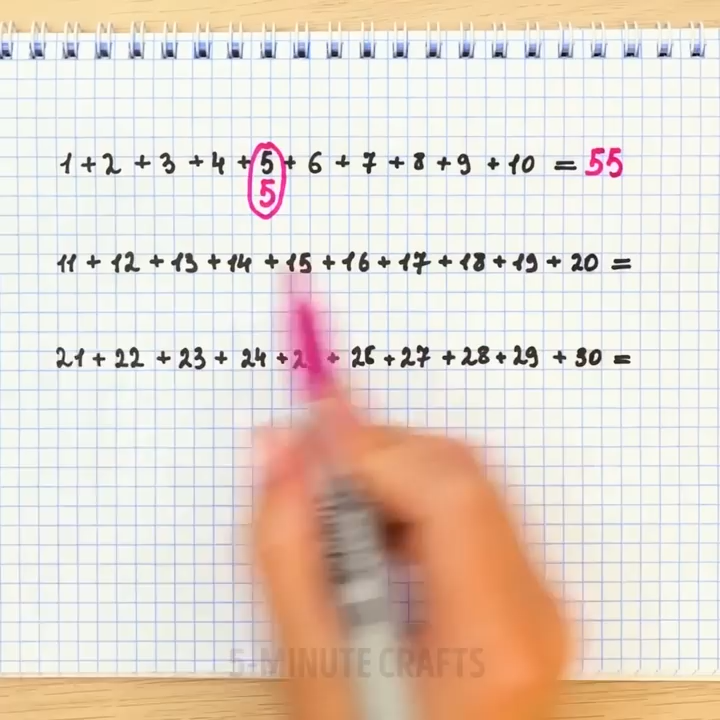 1 + 2 + 3 + 4 + 5 + 6 + 7 + 8 + 9 + 10 = 55
5
11 + 12 + 13 + 14 + 15 + 16 + 17 + 18 + 19 + 20 =
21 + 22 + 23 + 24 + 2 + 26 + 27 + 28 + 29 + 30 =
5-MINUTE CRAFTS